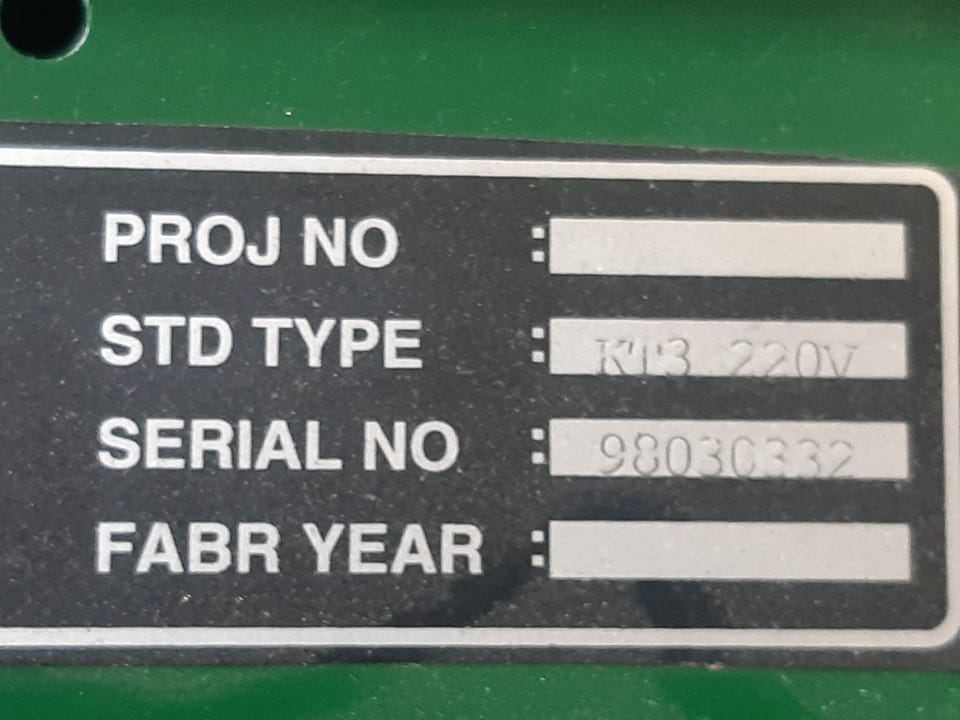 PROJ NO :
STD TYPE : KT3 220V
SERIAL NO : 98030332
FABR YEAR :